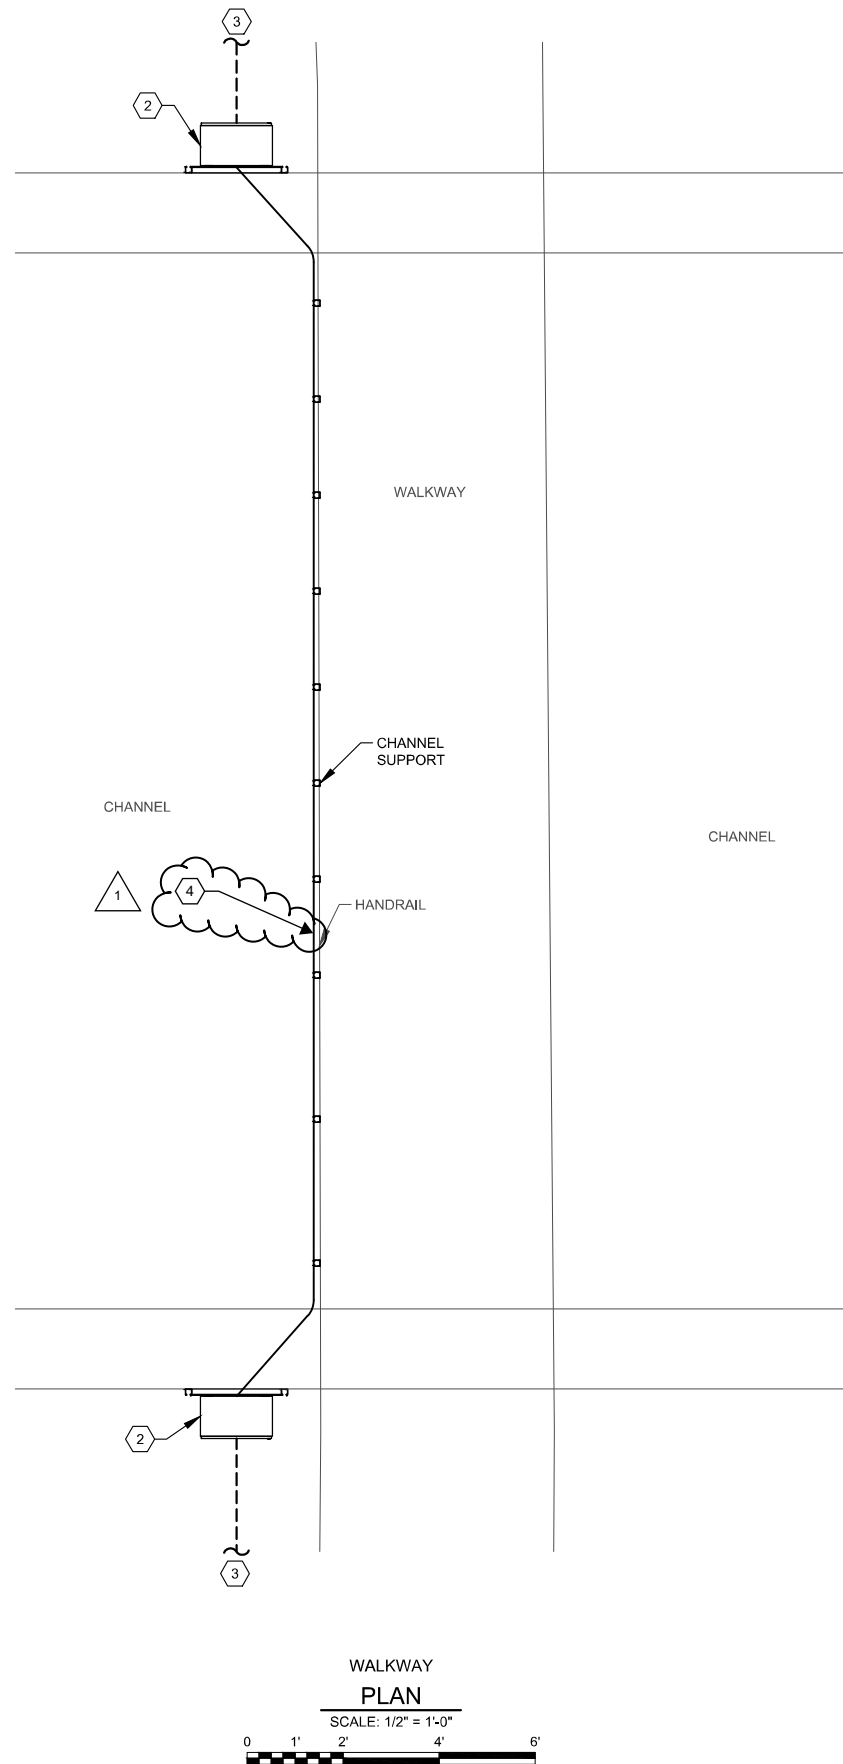 3
2
WALKWAY
CHANNEL
SUPPORT
CHANNEL
CHANNEL
1
4
HANDRAIL
2
3
WALKWAY
PLAN
SCALE: 1/2" = 1'-0"
0 1' 2' 4' 6'